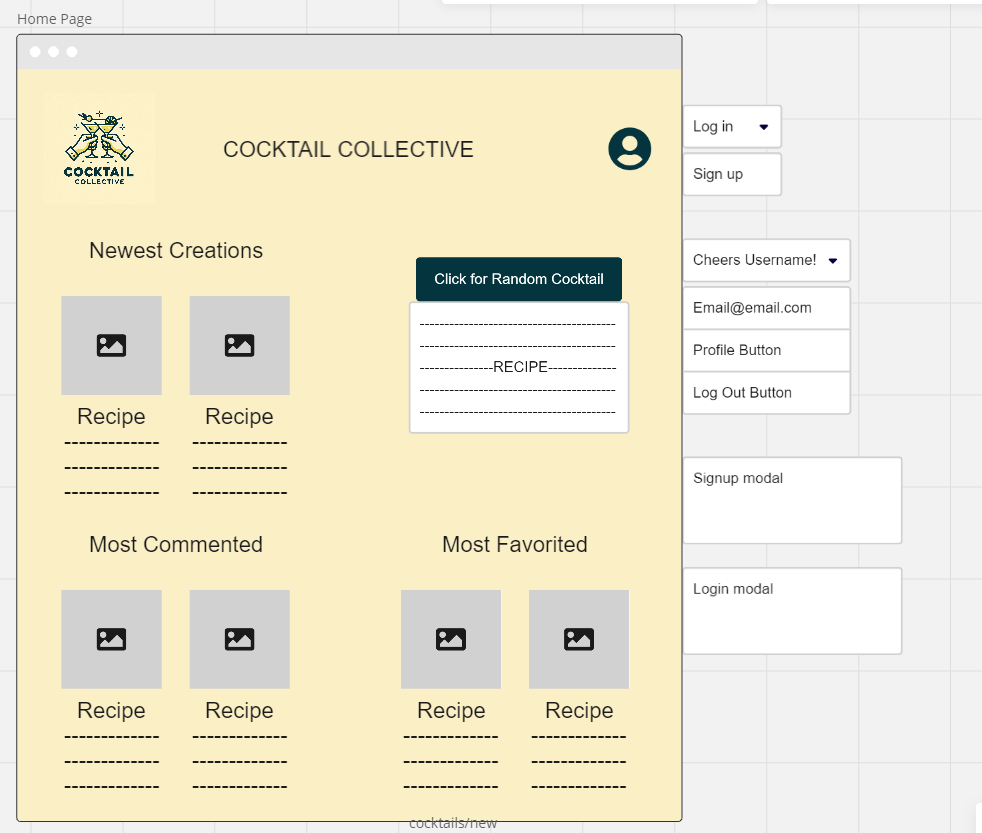 Home Page
COCKTAIL
COLLECTIVE
COCKTAIL COLLECTIVE
Log in
Sign up
Newest Creations
Click for Random Cocktail
Cheers Username!
Email@email.com
Profile Button
Log Out Button
---------------------------------------
---------------------------------------
---------------RECIPE--------------
---------------------------------------
---------------------------------------
Recipe Recipe
------------- -------------
------------- -------------
------------- -------------
Signup modal
Most Commented
Most Favorited
Login modal
Recipe Recipe Recipe Recipe
------------- ------------- ------------- -------------
------------- ------------- ------------- -------------
------------- ------------- ------------- -------------
cocktails/new